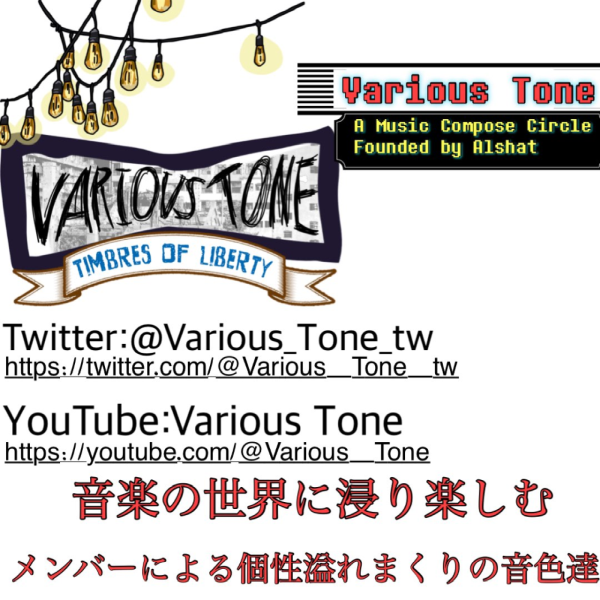 Various Tone
A Music Compose Circle
Founded by Alshat
VARIOUS TONE
TIMBRES OF LIBERTY
Twitter:@Various_Tone_tw
https://twitter.com/@Various__Tone__tw
YouTube:Various Tone
https://youtube.com/@Various__Tone
音楽の世界に浸り楽しむ
メンバーによる個性溢れまくりの音色達